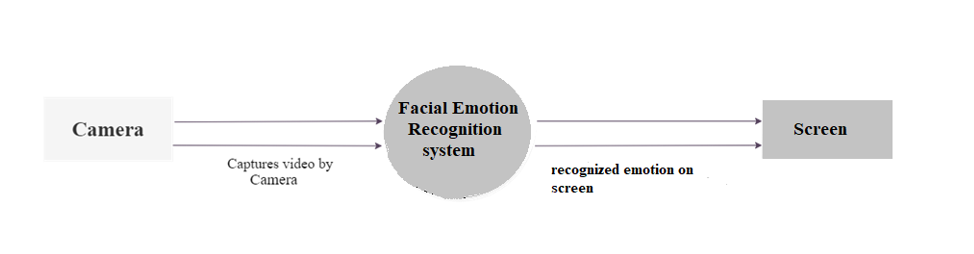 Camera
Captures video by
Camera
Facial Emotion
Recognition
system
recognized emotion on
screen
Screen